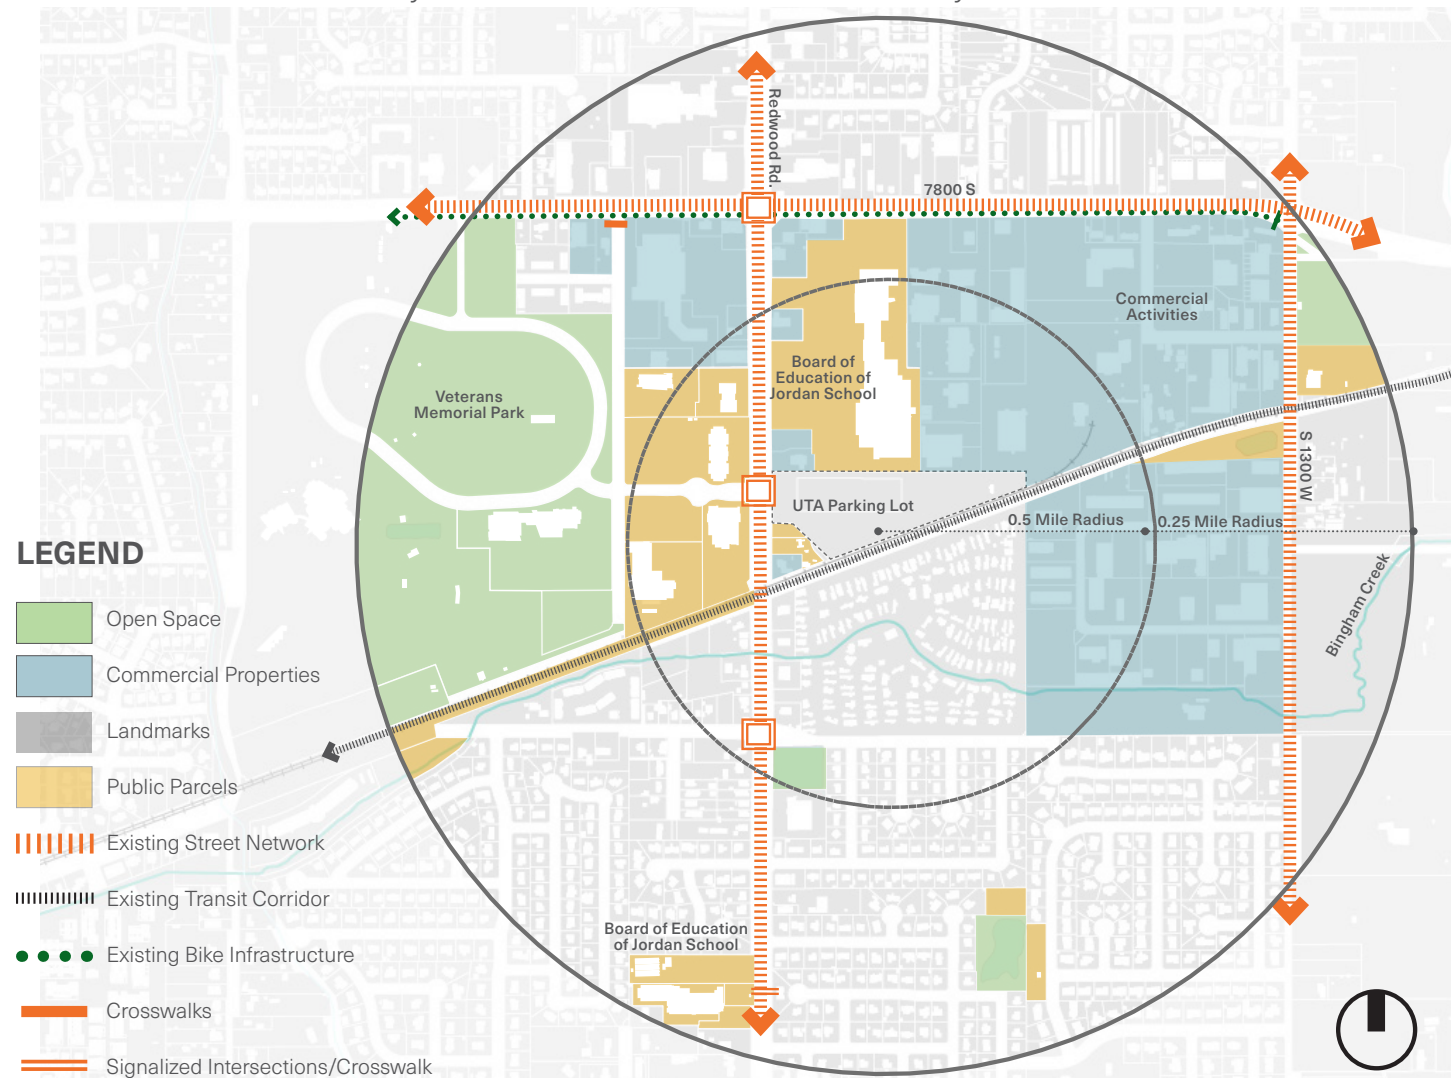 Redwood Rd.
7800 S
Commercial
Activities
Board of
Education of
Jordan School
Veterans
Memorial Park
S 1300 W
UTA Parking Lot
0.5 Mile Radius
0.25 Mile Radius
Bingham Creek
LEGEND
Open Space
Commercial Properties
Landmarks
Public Parcels
Existing Street Network
Existing Transit Corridor
Existing Bike Infrastructure
Crosswalks
Signalized Intersections/Crosswalk
Board of Education
of Jordan School